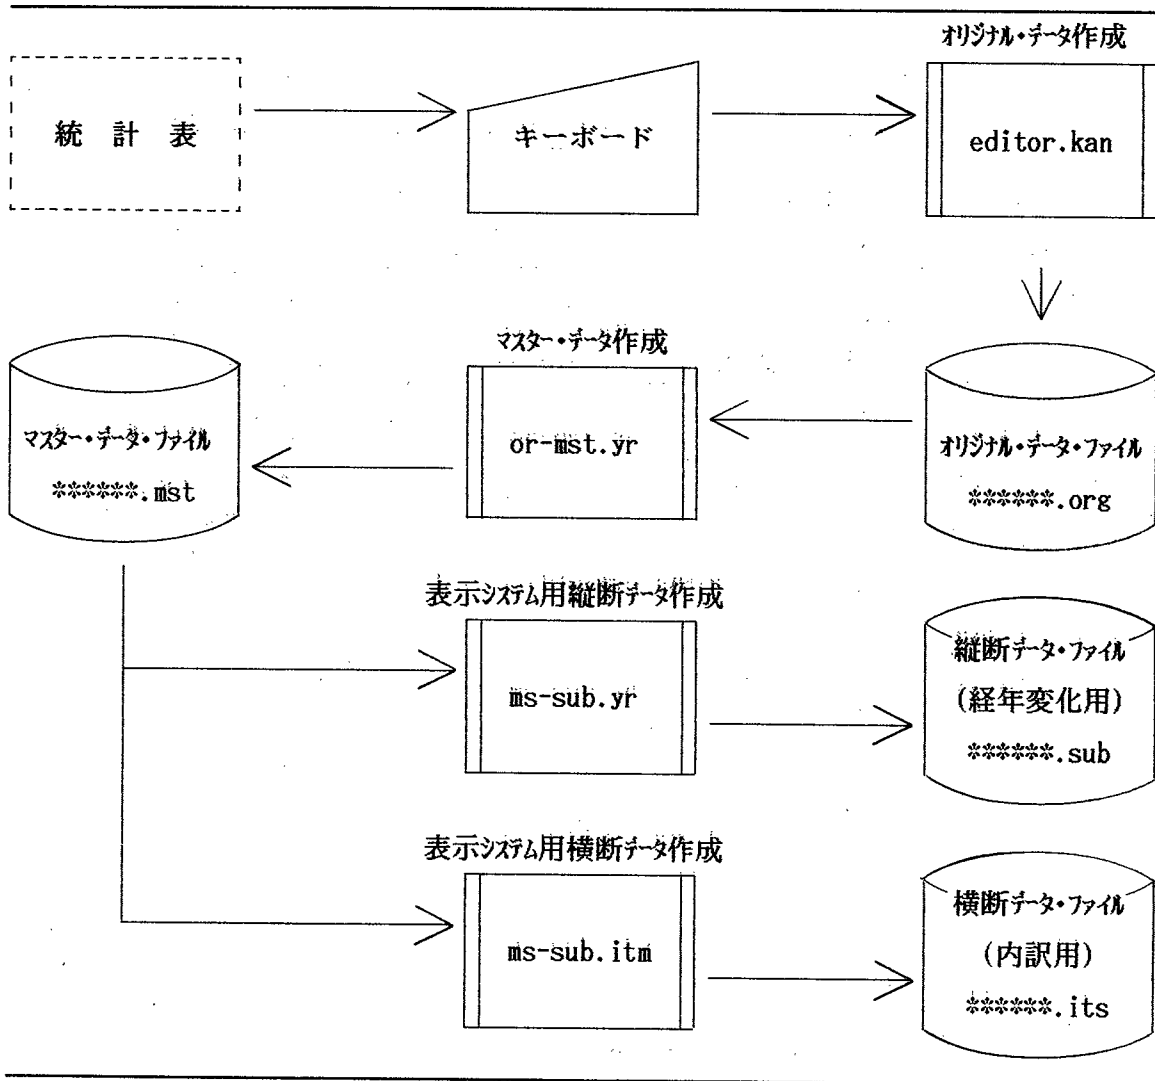 オリジナル・データ作成
統計表
キーボード
editor.kan
マスター・データ作成
マスター・データ・ファイル
******.mst
or-mst.yr
オリジナル・データ・ファイル
******.org
表示システム用縦断データ作成
ms-sub.yr
縦断データ・ファイル
(経年変化用)
******.sub
表示システム用横断データ作成
ms-sub.itm
横断データ・ファイル
(内訳用)
******.its